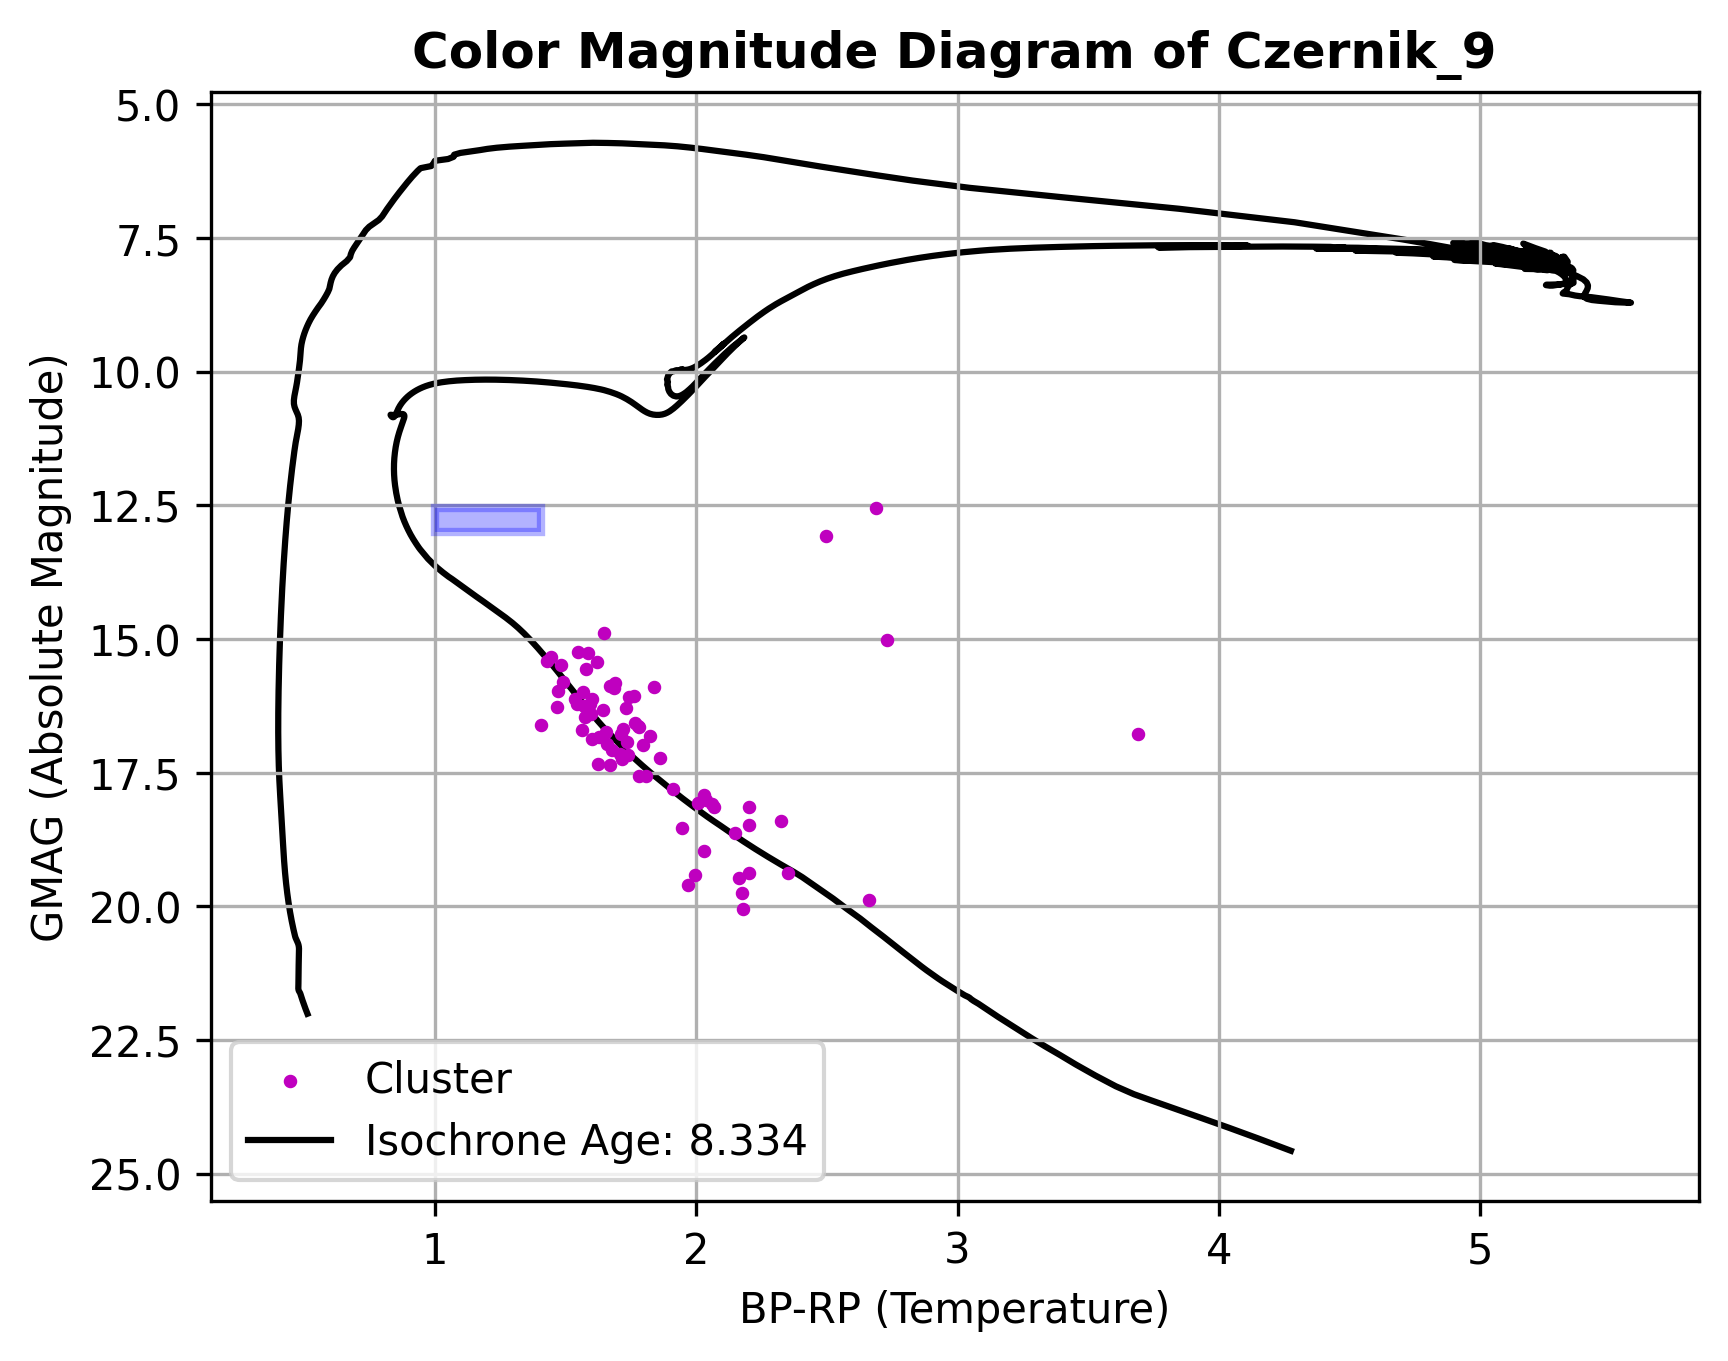 Color Magnitude Diagram of Czernik_9
GMAG (Absolute Magnitude)
5.0
7.5
10.0
12.5
15.0
17.5
20.0
22.5
25.0
Cluster
Isochrone Age: 8.334
1 2 3 4 5
BP-RP (Temperature)